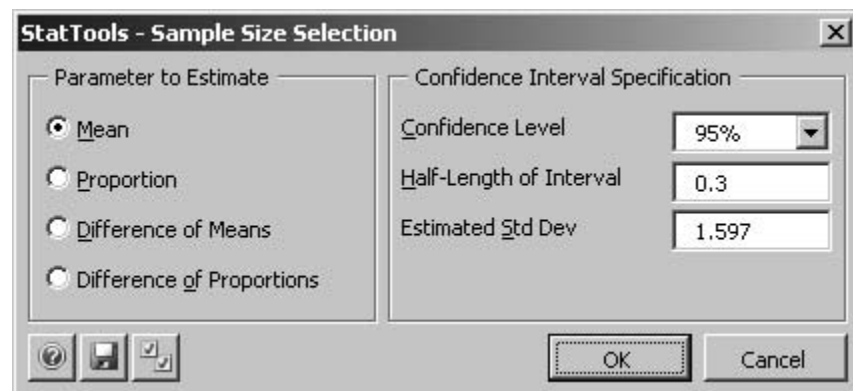 StatTools - Sample Size Selection
Parameter to Estimate
Mean
Proportion
Difference of Means
Difference of Proportions
Confidence Interval Specification
Confidence Level 95%
Half-Length of Interval 0.3
Estimated Std Dev 1.597
OK Cancel